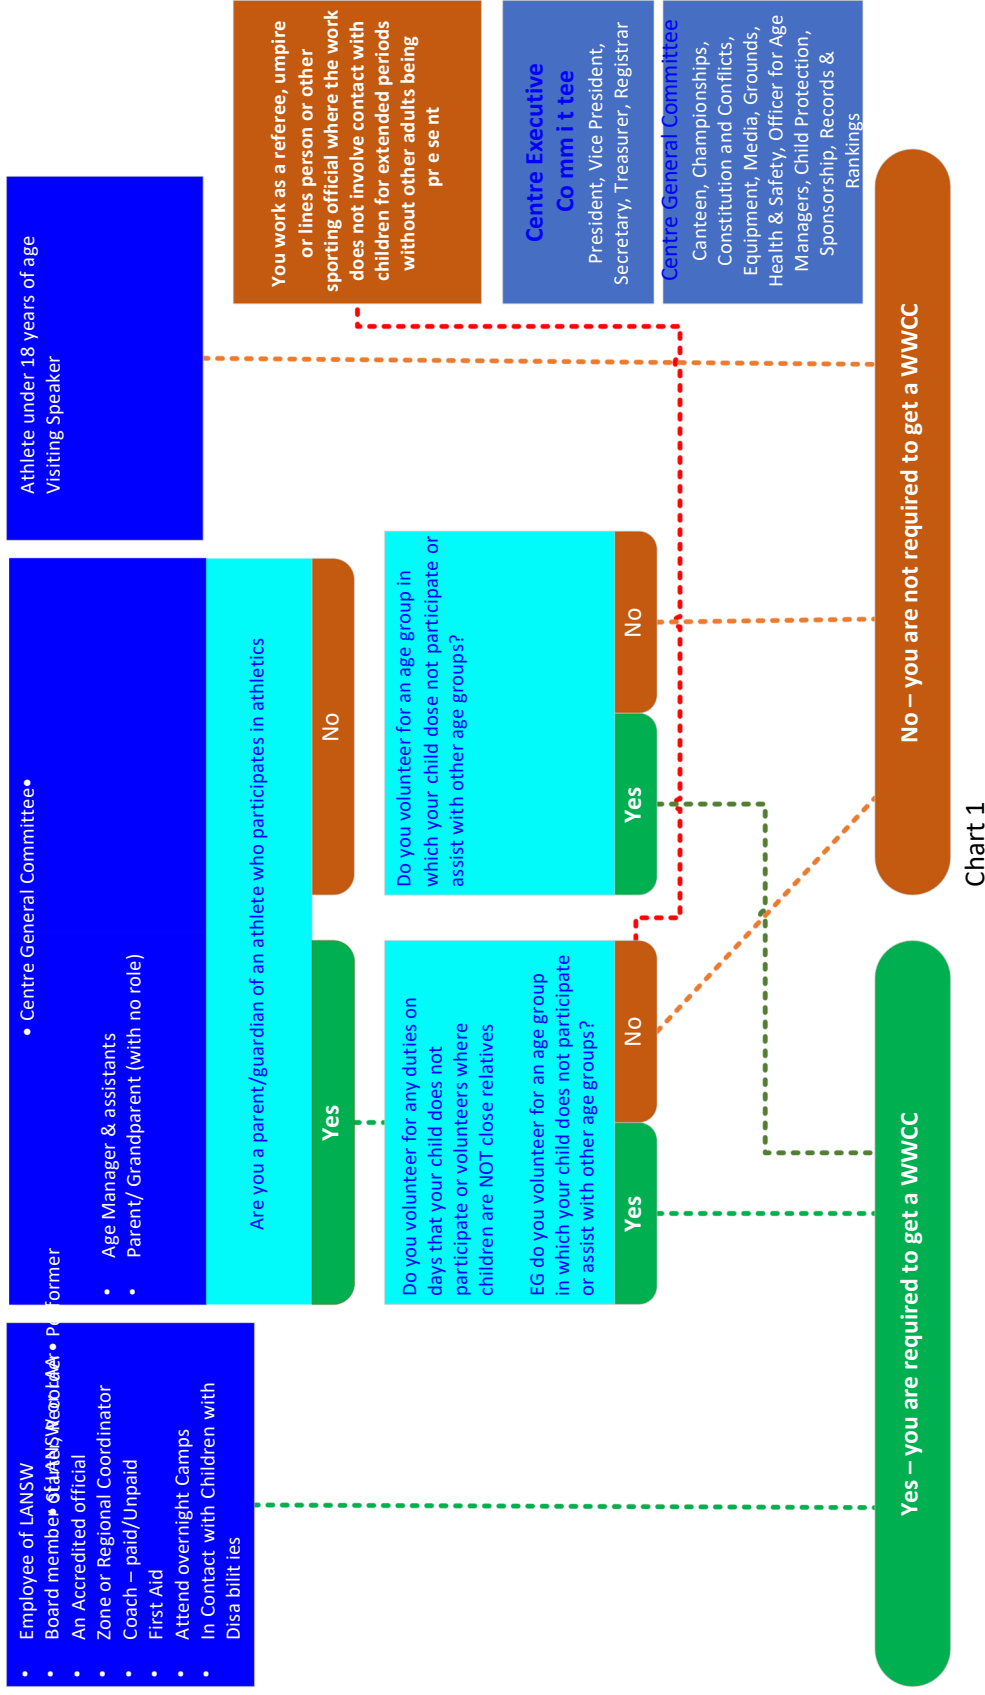 • Employee of LANSW
• Board member of LANSW or LAA
• An Accredited official
• Zone or Regional Coordinator
• Coach – paid/Unpaid
• First Aid
• Attend overnight Camps
• In Contact with Children with
Disa bilit ies
• Centre General Committee•
• Starter, Recorder • Performer
• Age Manager & assistants
• Parent/ Grandparent (with no role)
Are you a parent/guardian of an athlete who participates in athletics
Yes
No
Athlete under 18 years of age
Visiting Speaker
Do you volunteer for any duties on
days that your child does not
participate or volunteers where
children are NOT close relatives
EG do you volunteer for an age group
in which your child does not participate
or assist with other age groups?
Yes
No
Do you volunteer for an age group in
which your child dose not participate or
assist with other age groups?
Yes
No
You work as a referee, umpire
or lines person or other
sporting official where the work
does not involve contact with
children for extended periods
without other adults being
pr e se nt
Centre Executive
Co mm i t tee
President, Vice President,
Secretary, Treasurer, Registrar
Centre General Committee
Canteen, Championships,
Constitution and Conflicts,
Equipment, Media, Grounds,
Health & Safety, Officer for Age
Managers, Child Protection,
Sponsorship, Records &
Rankings
Yes – you are required to get a WWCC
No – you are not required to get a WWCC
Chart 1